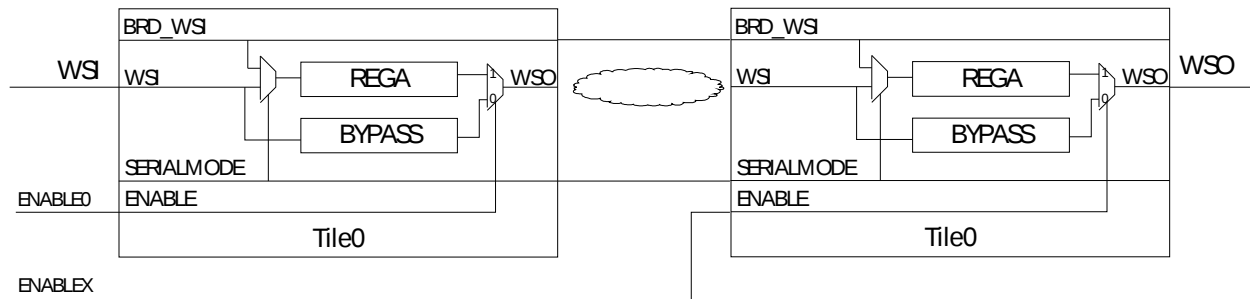 BRD_WSI BRD_WSI
WSI WSI REGA 1 WSO WSI REGA 1 WSO WSO
0 0
BYPASS BYPASS
SERIALMODE SERIALMODE
ENABLE0 ENABLE ENABLE
Tile0 Tile0
ENABLEX